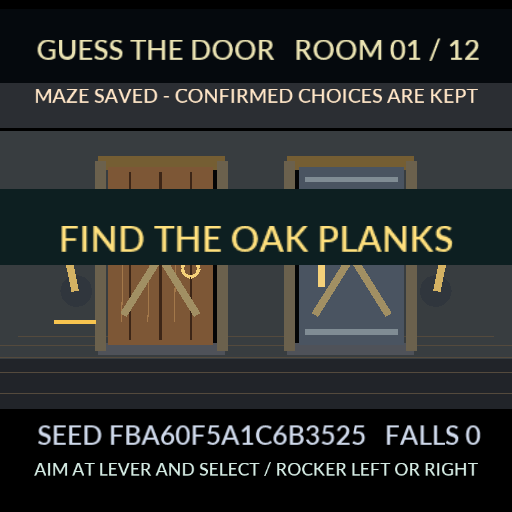 GUESS THE DOOR   ROOM 01 / 12
MAZE SAVED - CONFIRMED CHOICES ARE KEPT
FIND THE OAK PLANKS
SEED FBA60F5A1C6B3525   FALLS 0
AIM AT LEVER AND SELECT / ROCKER LEFT OR RIGHT